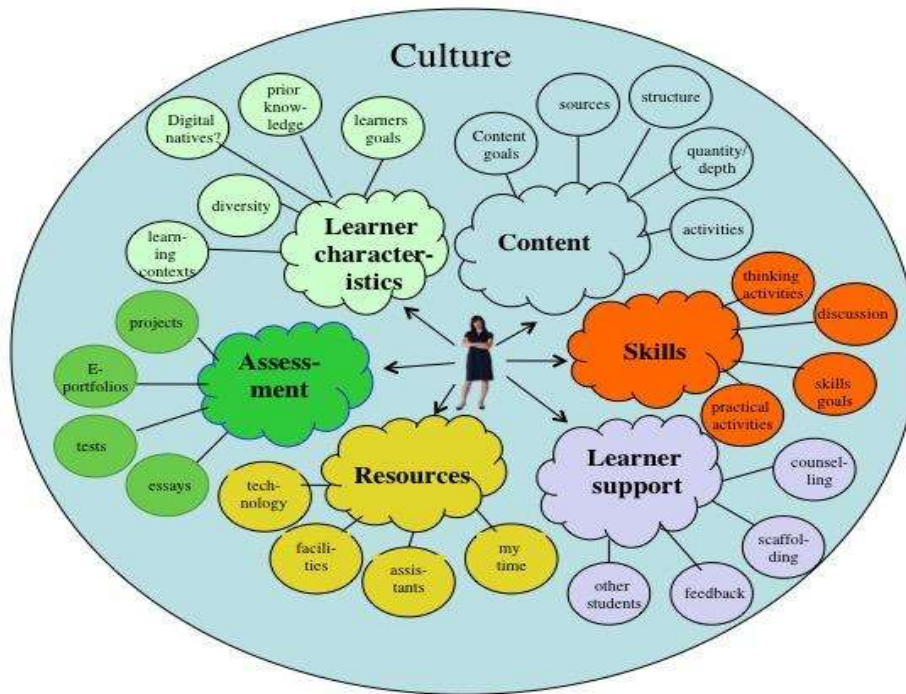 Culture
prior
know-
ledge
Digital
natives?
learners
goals
diversity
learn-
ing
contexts
Learner
character-
istics
Content
goals
sources
structure
quantity/
depth
activities
Content
thinking
activities
discussion
skills
goals
practical
activities
Skills
projects
E-
portfolios
tests
essays
Assess-
ment
Resources
tech-
nology
facili-
ties
assis-
tants
my
time
Learner
support
counsel-
ling
scaffol-
ding
feedback
other
students